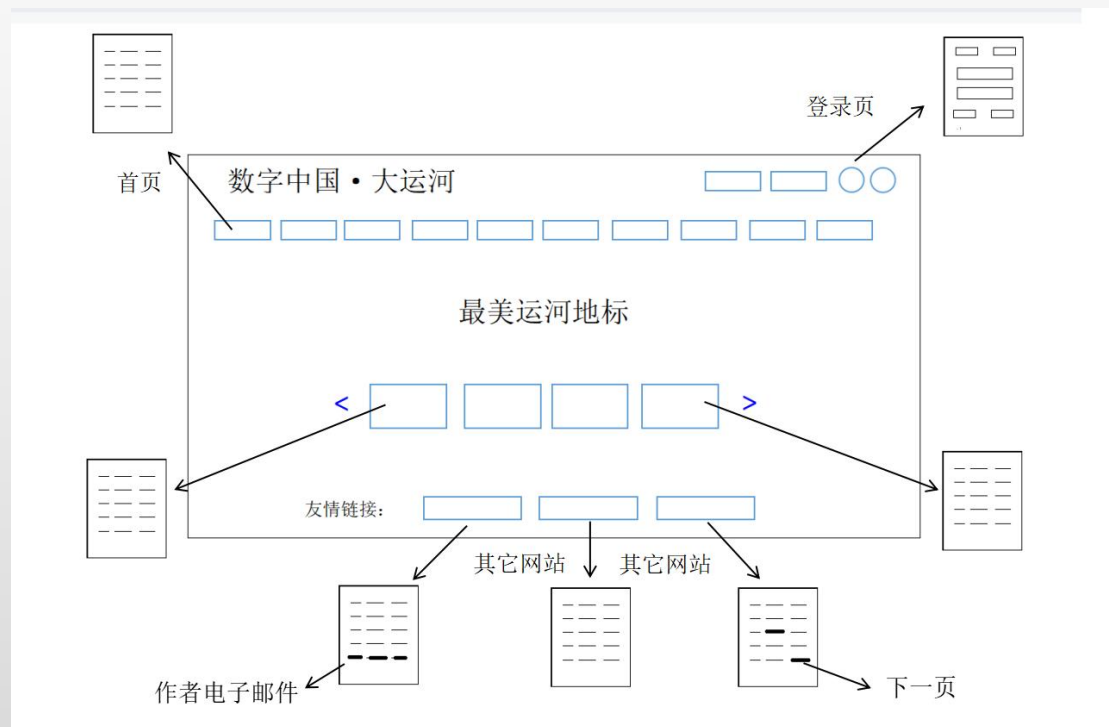 登录页
首页
数字中国·大运河
最美运河地标
<
>
友情链接：
其它网站
其它网站
作者电子邮件
下一页